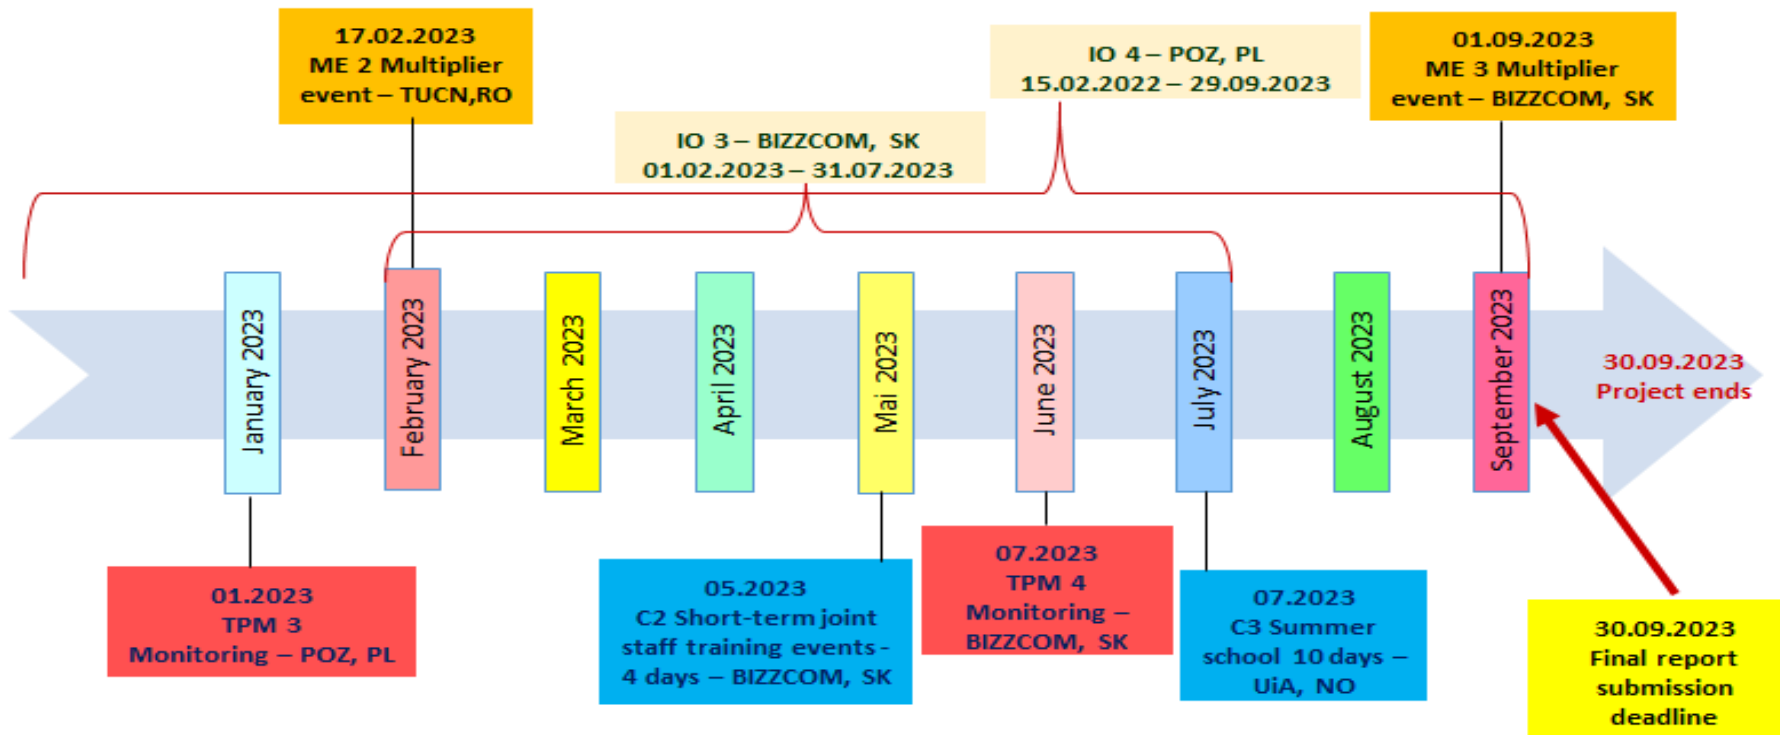 17.02.2023
ME 2 Multiplier
event – TUCN,RO
IO 4 – POZ, PL
15.02.2022 – 29.09.2023
01.09.2023
ME 3 Multiplier
event – BIZZCOM, SK
IO 3 – BIZZCOM, SK
01.02.2023 – 31.07.2023
January 2023
February 2023
March 2023
April 2023
Mai 2023
June 2023
July 2023
August 2023
September 2023
30.09.2023
Project ends
01.2023
TPM 3
Monitoring – POZ, PL
05.2023
C2 Short-term joint
staff training events -
4 days – BIZZCOM, SK
07.2023
TPM 4
Monitoring –
BIZZCOM, SK
07.2023
C3 Summer
school 10 days –
UiA, NO
30.09.2023
Final report
submission
deadline